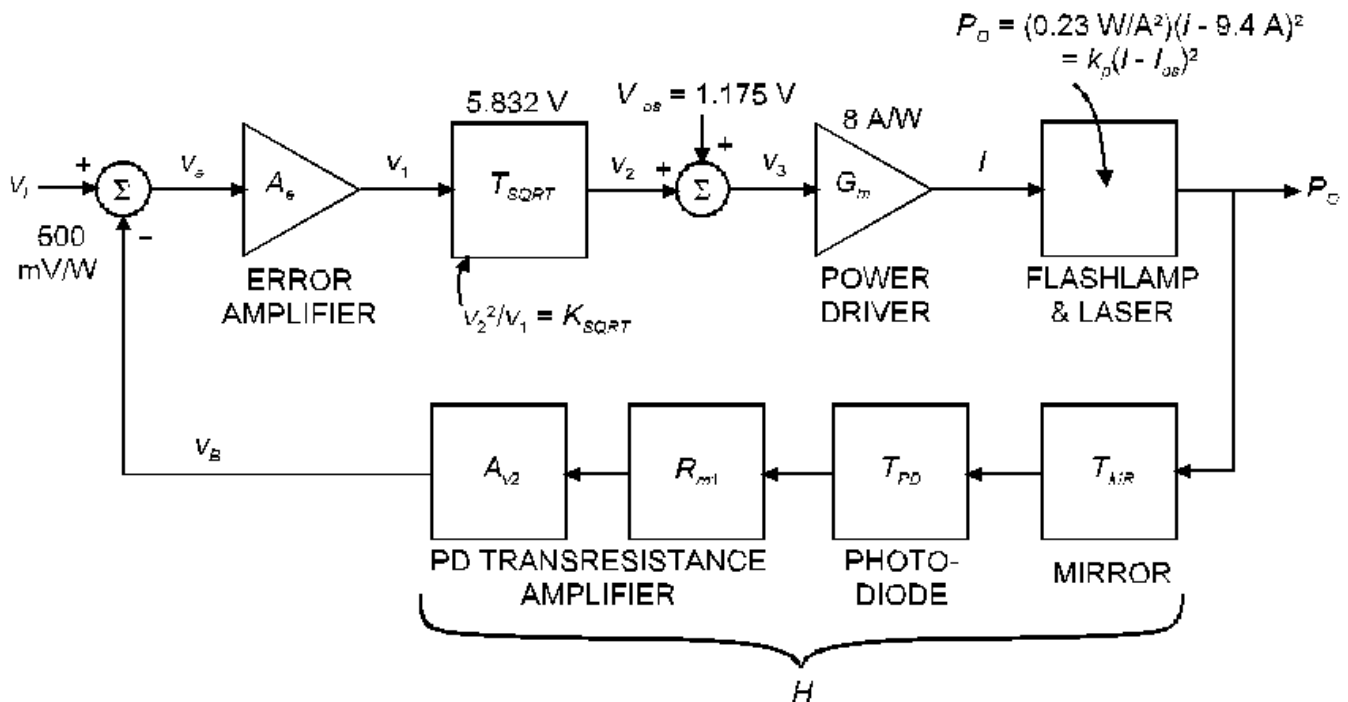 P_O = (0.23 W/A²)(i - 9.4 A)²
= k_p(I - I_os)²
5.832 V
V_os = 1.175 V
8 A/W
V_I
+
Σ
−
500
mV/W
v_e
A_e
v_1
T_SQRT
v_2
+
+
Σ
v_3
G_m
i
P_O
ERROR
AMPLIFIER
v_2²/v_1 = K_SQRT
POWER
DRIVER
FLASHLAMP
& LASER
v_B
A_v2
R_m1
T_PD
T_MIR
PD TRANSRESISTANCE
AMPLIFIER
PHOTO-
DIODE
MIRROR
H